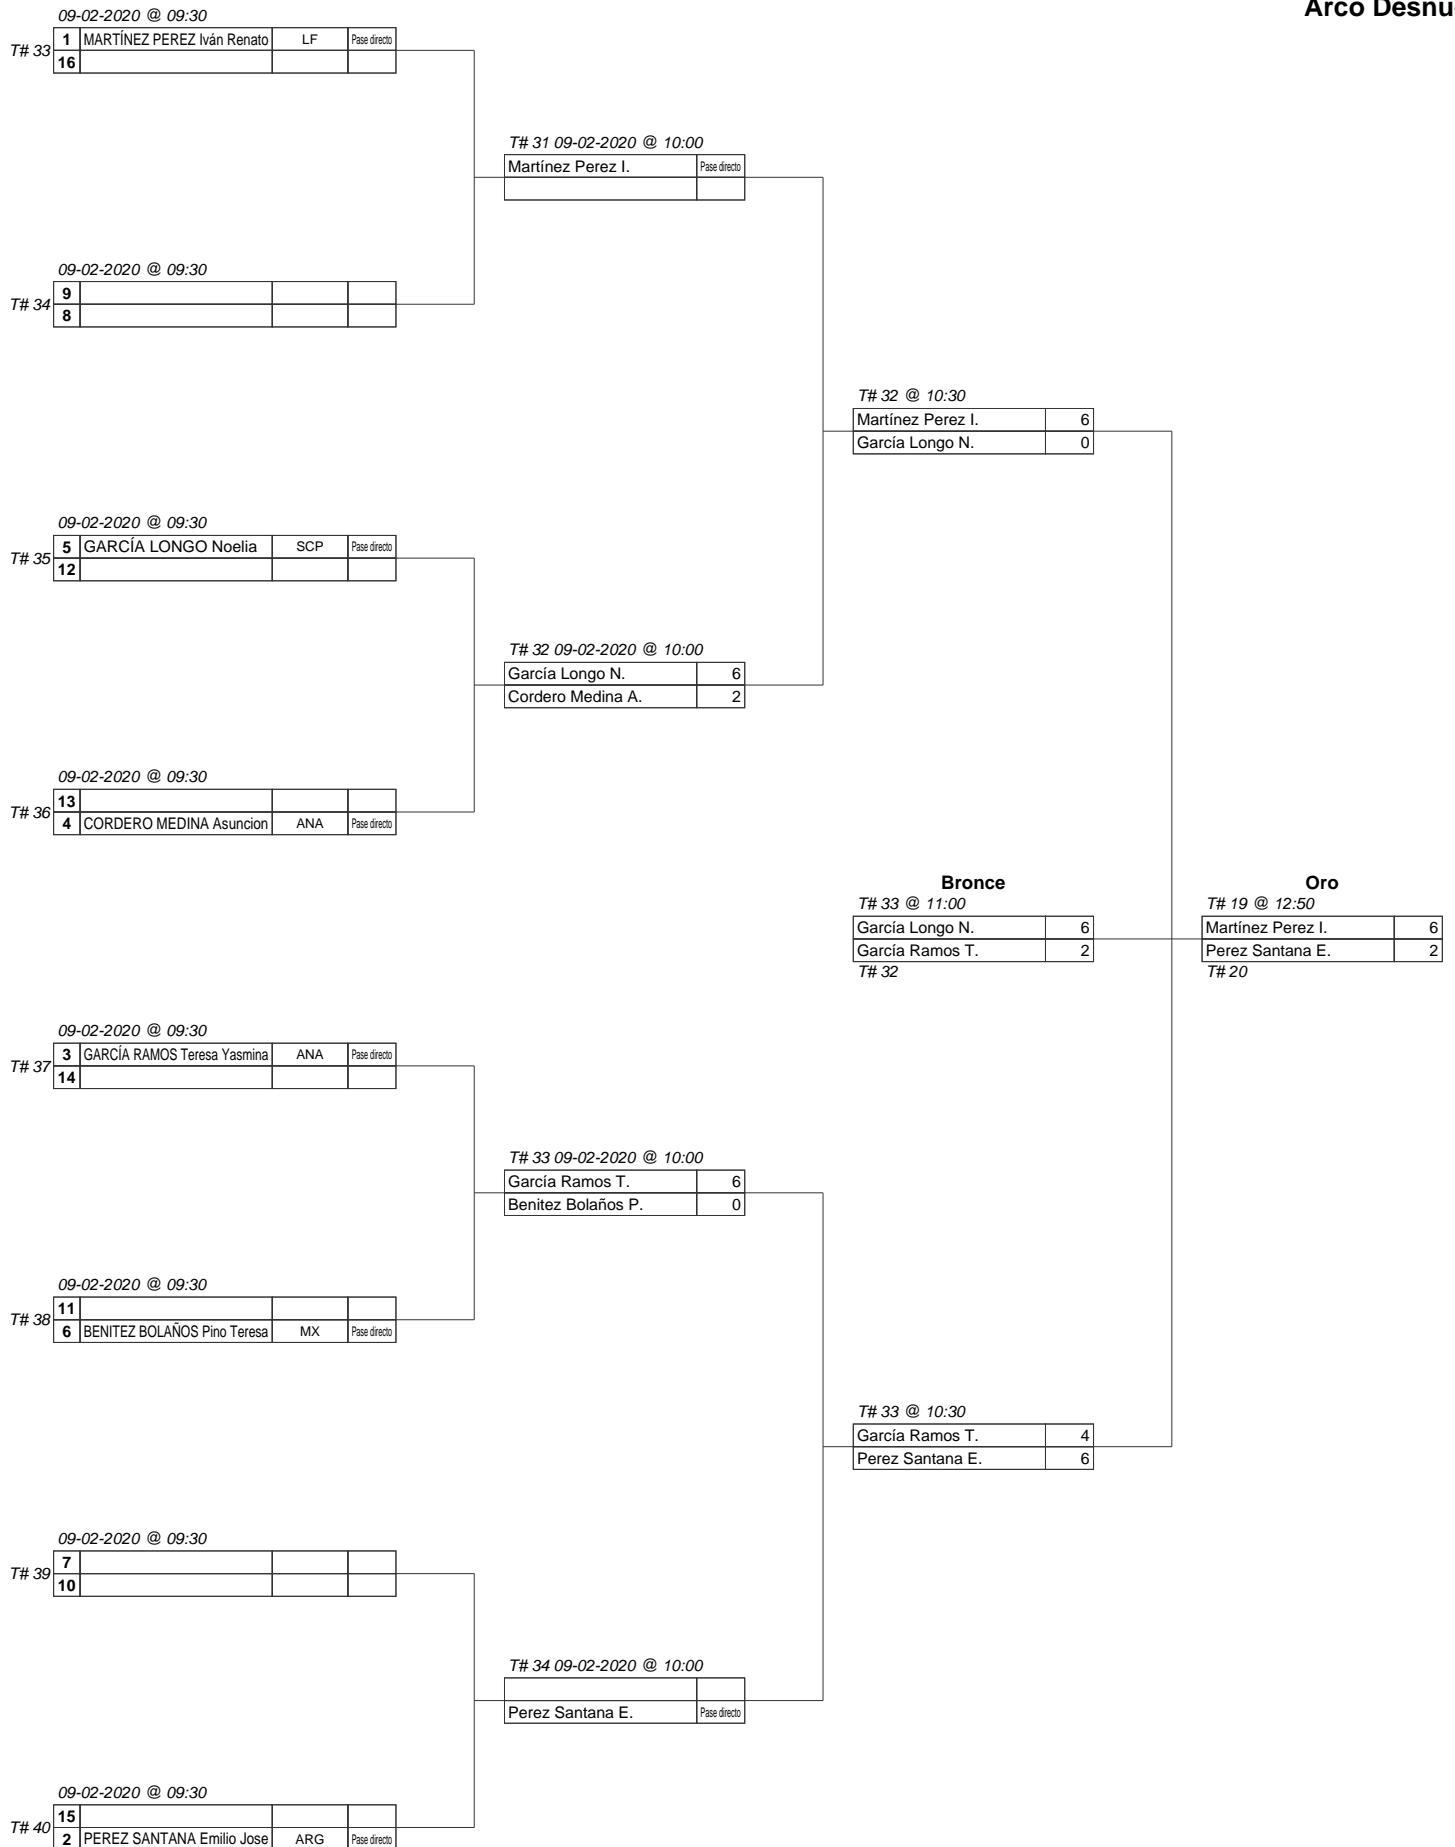 Arco Desnu
09-02-2020 @ 09:30
T# 33
1 MARTÍNEZ PEREZ Iván Renato LF Pase directo
16
T# 31 09-02-2020 @ 10:00
Martínez Perez I. Pase directo
09-02-2020 @ 09:30
T# 34
9
8
T# 32 @ 10:30
Martínez Perez I. 6
García Longo N. 0
09-02-2020 @ 09:30
T# 35
5 GARCÍA LONGO Noelia SCP Pase directo
12
T# 32 09-02-2020 @ 10:00
García Longo N. 6
Cordero Medina A. 2
09-02-2020 @ 09:30
T# 36
13
4 CORDERO MEDINA Asuncion ANA Pase directo
Bronce
T# 33 @ 11:00
García Longo N. 6
García Ramos T. 2
T# 32
Oro
T# 19 @ 12:50
Martínez Perez I. 6
Perez Santana E. 2
T# 20
09-02-2020 @ 09:30
T# 37
3 GARCÍA RAMOS Teresa Yasmina ANA Pase directo
14
T# 33 09-02-2020 @ 10:00
García Ramos T. 6
Benitez Bolaños P. 0
09-02-2020 @ 09:30
T# 38
11
6 BENITEZ BOLAÑOS Pino Teresa MX Pase directo
T# 33 @ 10:30
García Ramos T. 4
Perez Santana E. 6
09-02-2020 @ 09:30
T# 39
7
10
T# 34 09-02-2020 @ 10:00
Perez Santana E. Pase directo
09-02-2020 @ 09:30
T# 40
15
2 PEREZ SANTANA Emilio Jose ARG Pase directo